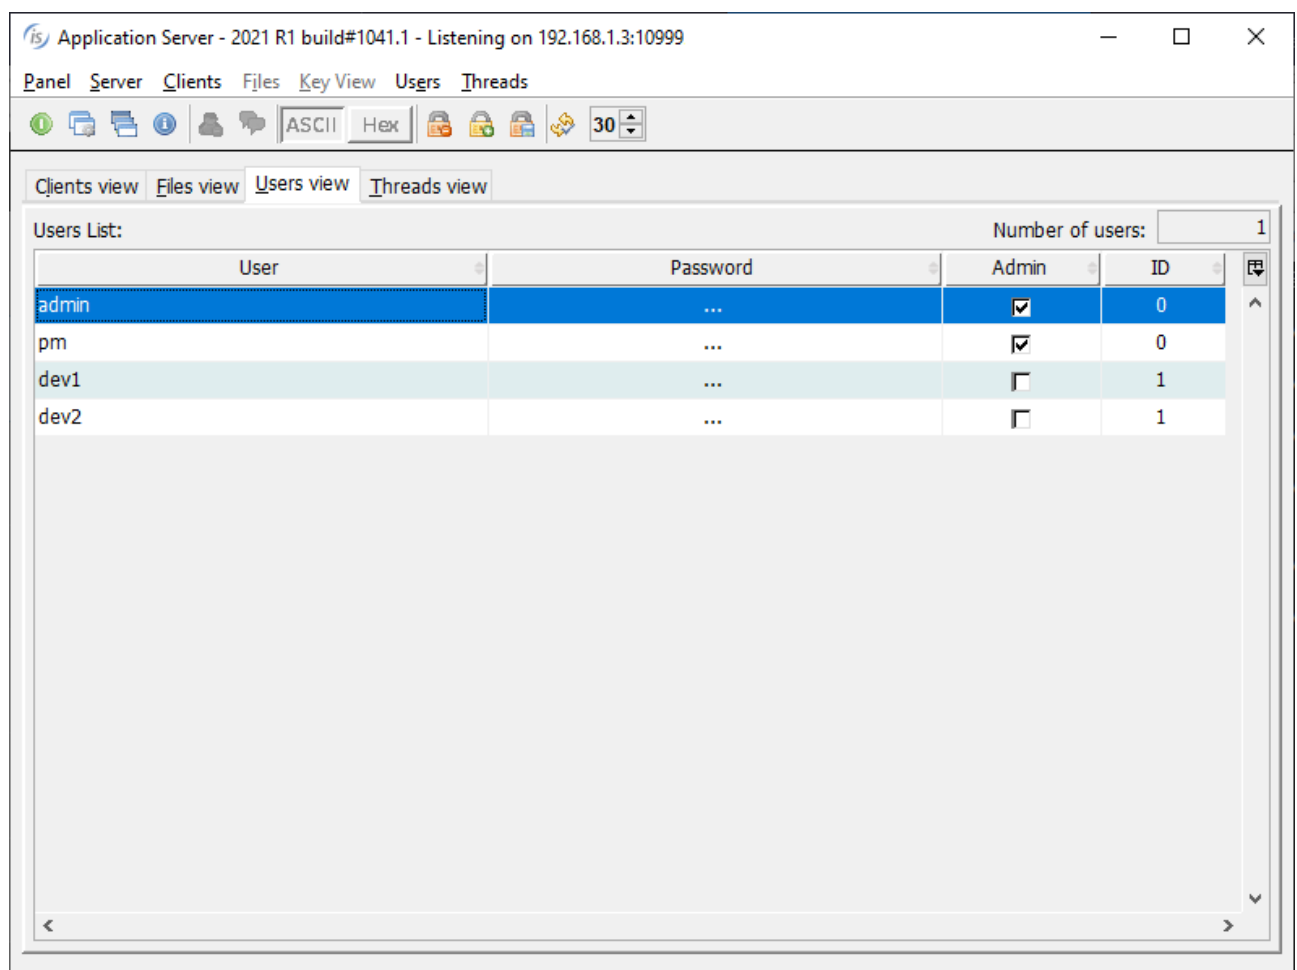 is Application Server - 2021 R1 build#1041.1 - Listening on 192.168.1.3:10999
Panel Server Clients Files Key View Users Threads
ASCII Hex 30
Clients view Files view Users view Threads view
Users List: Number of users: 1
User Password Admin ID
admin ... 0
pm ... 0
dev1 ... 1
dev2 ... 1